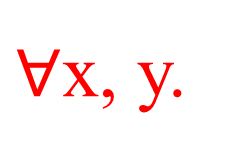 ∀x, y.